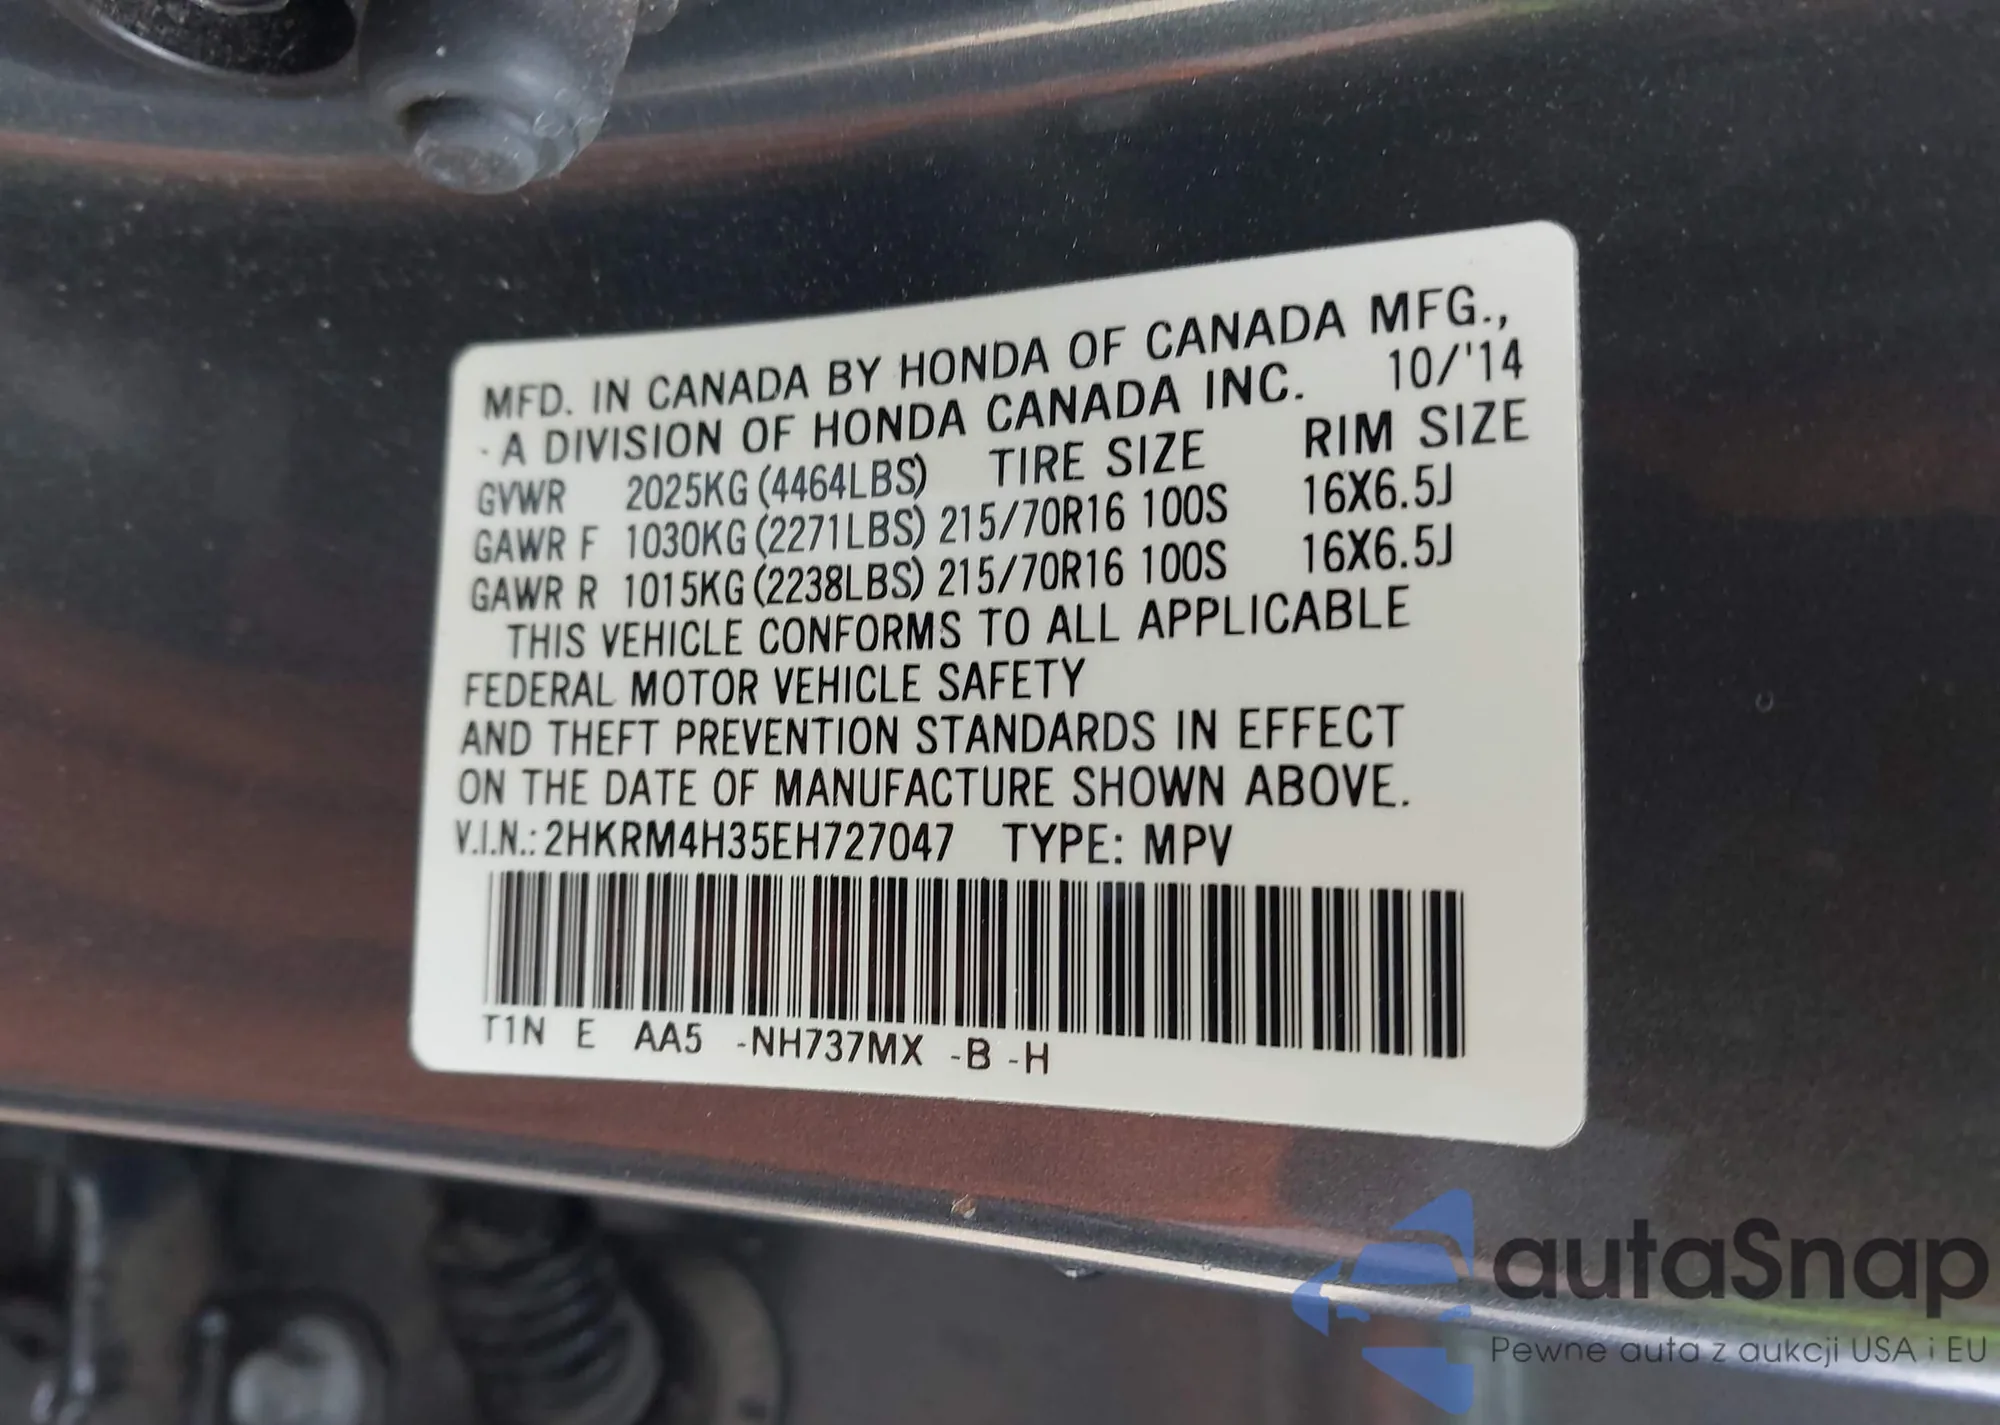 MFD. IN CANADA BY HONDA OF CANADA MFG.,
- A DIVISION OF HONDA CANADA INC. 10/'14
GVWR 2025KG (4464LBS) TIRE SIZE RIM SIZE
GAWR F 1030KG (2271LBS) 215/70R16 100S 16X6.5J
GAWR R 1015KG (2238LBS) 215/70R16 100S 16X6.5J
THIS VEHICLE CONFORMS TO ALL APPLICABLE
FEDERAL MOTOR VEHICLE SAFETY
AND THEFT PREVENTION STANDARDS IN EFFECT
ON THE DATE OF MANUFACTURE SHOWN ABOVE.
V.I.N.: 2HKRM4H35EH727047 TYPE: MPV
T1N E AA5 -NH737MX -B -H
autaSnap
Pewne auta z aukcji USA i EU